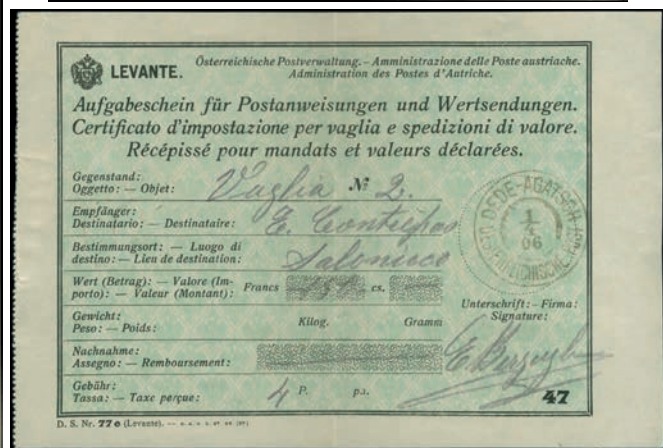 LEVANTE.
Österreichische Postverwaltung. - Amministrazione delle Poste austriache.
Administration des Postes d'Autriche.
Aufgabeschein für Postanweisungen und Wertsendungen.
Certificato d'impostazione per vaglia e spedizioni di valore.
Récépissé pour mandats et valeurs déclarées.
Gegenstand:
Oggetto: — Objet: Vaglia № 2.
Empfänger:
Destinatario: — Destinataire: E.
Bestimmungsort: — Luogo di
destino: — Lieu de destination: Salonicco
DEDE-AGATSCH
1
06
Wert (Betrag): — Valore (Im-
porto): — Valeur (Montant): Francs cs.
Unterschrift: - Firma:
Signature:
Gewicht:
Peso: — Poids: Kilog. Gramm
Nachnahme:
Assegno: — Remboursement:
Gebühr:
Tassa: — Taxe perçue: 4 P. pa.
47
D. S. Nr. 77 e (Levante).